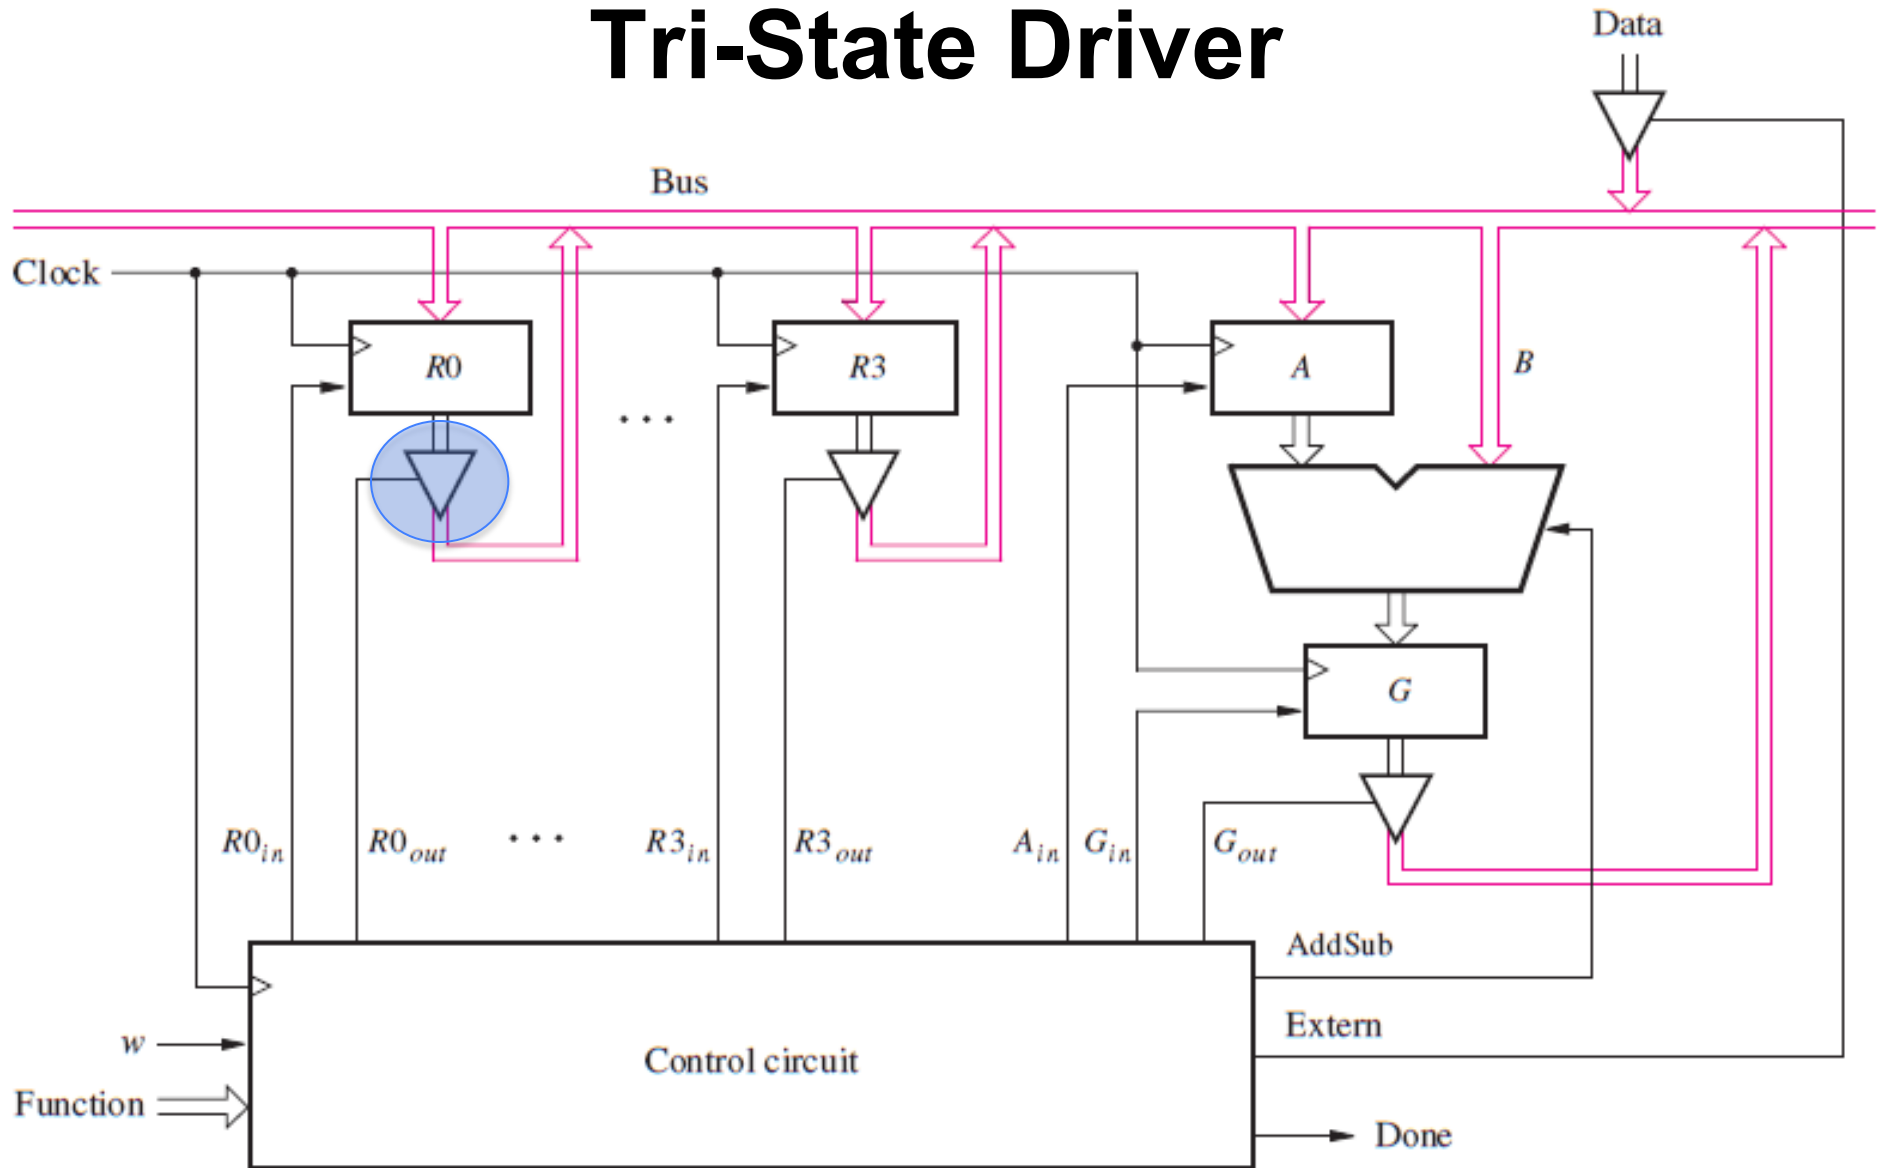 Tri-State Driver
Data
Bus
Clock
R0
R3
A
B
...
G
R0in
R0out
...
R3in
R3out
Ain
Gin
Gout
AddSub
Extern
w
Control circuit
Function
Done